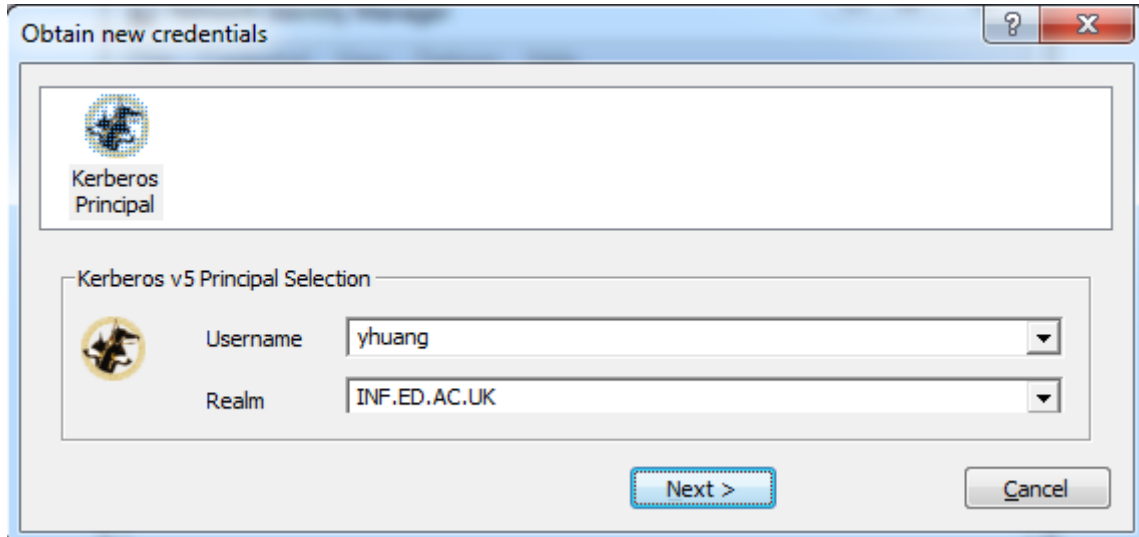 Obtain new credentials
Kerberos
Principal
Kerberos v5 Principal Selection
Username yhuang
Realm INF.ED.AC.UK
Next >
Cancel